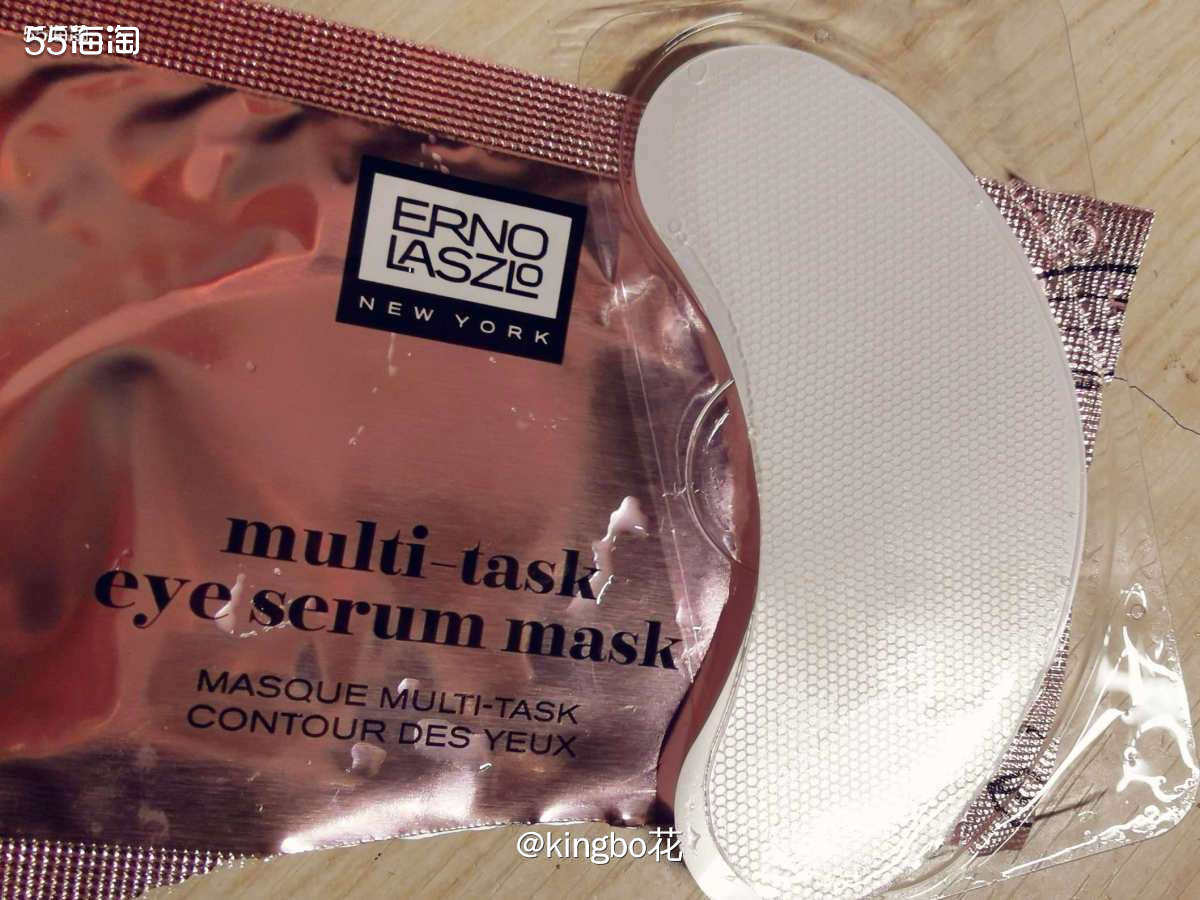 55海淘
ERNO
LASZLO
NEW YORK
multi-task
eye serum mask
MASQUE MULTI-TASK
CONTOUR DES YEUX
@kingbo花